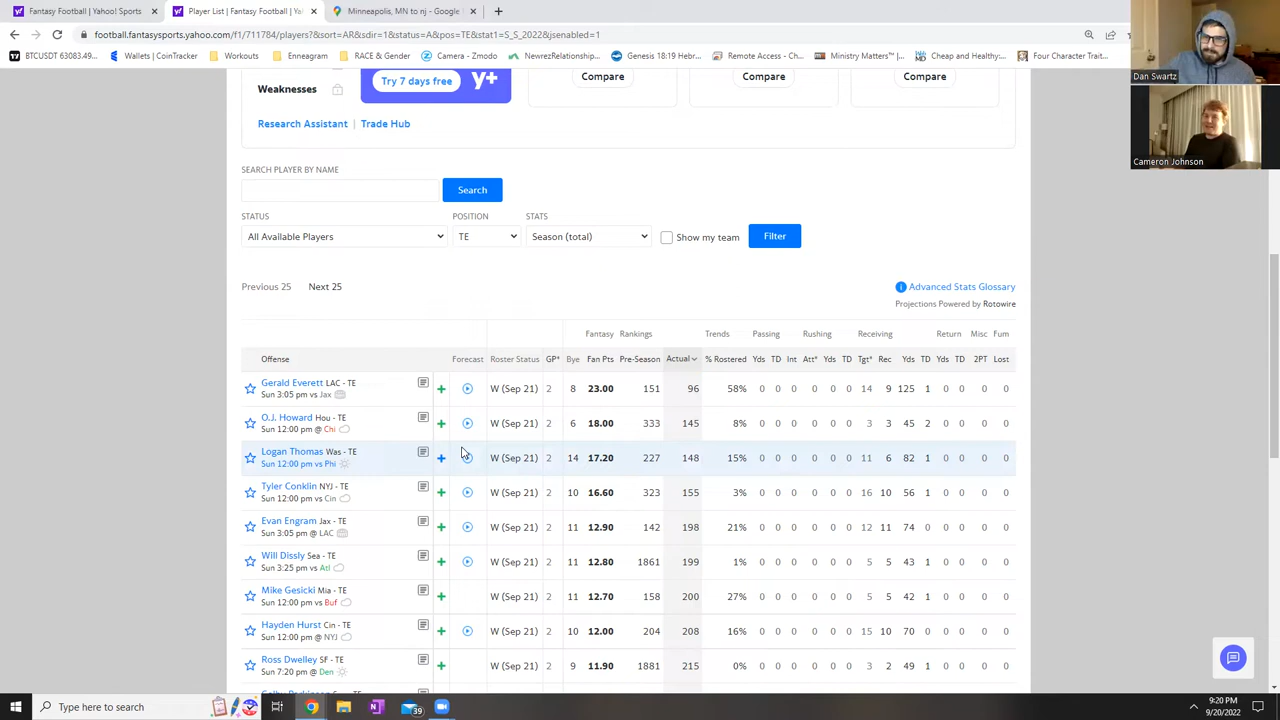 Fantasy Football | Yahoo! Sports
Player List | Fantasy Football | Ya
Minneapolis, MN to nj - Google
football.fantasysports.yahoo.com/f1/711784/players?&sort=AR&sdir=1&status=A&pos=TE&stat1=S_S_2022&jsenabled=1
BTCUSDT 63083.49... Wallets | CoinTracker Workouts Enneagram RACE & Gender Camera - Zmodo NewrezRelationship... Genesis 18:19 Hebr... Remote Access - Ch... Ministry Matters™ |... Cheap and Healthy:... Four Character Trait...
Dan Swartz
Cameron Johnson
Weaknesses
Try 7 days free y+
Compare Compare Compare
Research Assistant | Trade Hub
SEARCH PLAYER BY NAME
Search
STATUS POSITION STATS
All Available Players TE Season (total) Show my team Filter
Previous 25 Next 25
Advanced Stats Glossary
Projections Powered by Rotowire
Fantasy Rankings Trends Passing Rushing Receiving Return Misc Fum
Offense Forecast Roster Status GP* Bye Fan Pts Pre-Season Actual % Rostered Yds TD Int Att* Yds TD Tgt* Rec Yds TD Yds TD 2PT Lost
Gerald Everett LAC - TE
Sun 3:05 pm vs Jax
W (Sep 21) 2 8 23.00 151 96 58% 0 0 0 0 0 0 14 9 125 1 0 0 0 0
O.J. Howard Hou - TE
Sun 12:00 pm @ Chi
W (Sep 21) 2 6 18.00 333 145 8% 0 0 0 0 0 0 3 3 45 2 0 0 0 0
Logan Thomas Was - TE
Sun 12:00 pm vs Phi
W (Sep 21) 2 14 17.20 227 148 15% 0 0 0 0 0 0 11 6 82 1 0 0 0 0
Tyler Conklin NYJ - TE
Sun 12:00 pm vs Cin
W (Sep 21) 2 10 16.60 323 155 3% 0 0 0 0 0 0 16 10 56 1 0 0 0 0
Evan Engram Jax - TE
Sun 3:05 pm @ LAC
W (Sep 21) 2 11 12.90 142 198 21% 0 0 0 0 0 0 12 11 74 0 0 0 0 0
Will Dissly Sea - TE
Sun 3:25 pm vs Atl
W (Sep 21) 2 11 12.80 1861 199 1% 0 0 0 0 0 0 5 5 43 1 0 0 0 0
Mike Gesicki Mia - TE
Sun 12:00 pm vs Buf
W (Sep 21) 2 11 12.70 158 200 27% 0 0 0 0 0 0 5 5 42 1 0 0 0 0
Hayden Hurst Cin - TE
Sun 12:00 pm @ NYJ
W (Sep 21) 2 10 12.00 204 208 16% 0 0 0 0 0 0 15 10 70 0 0 0 0 0
Ross Dwelley SF - TE
Sun 7:20 pm @ Den
W (Sep 21) 2 9 11.90 1881 215 0% 0 0 0 0 0 0 3 2 49 1 0 0 0 0
Type here to search
39
9:20 PM
9/20/2022